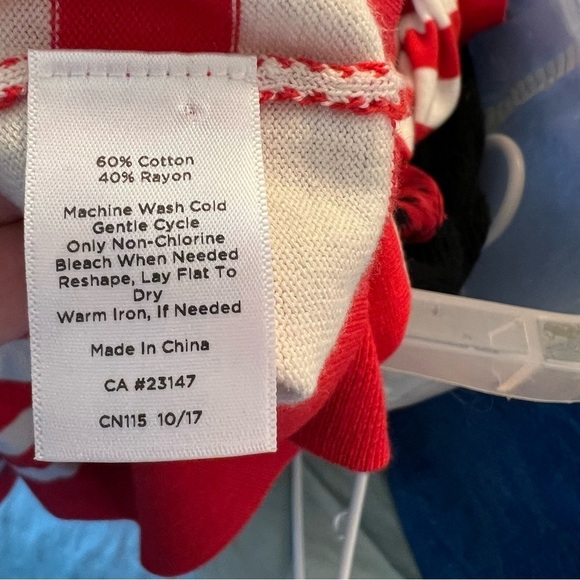 60% Cotton
40% Rayon
Machine Wash Cold
Gentle Cycle
Only Non-Chlorine
Bleach When Needed
Reshape, Lay Flat To
Dry
Warm Iron, If Needed
Made In China
CA #23147
CN115 10/17